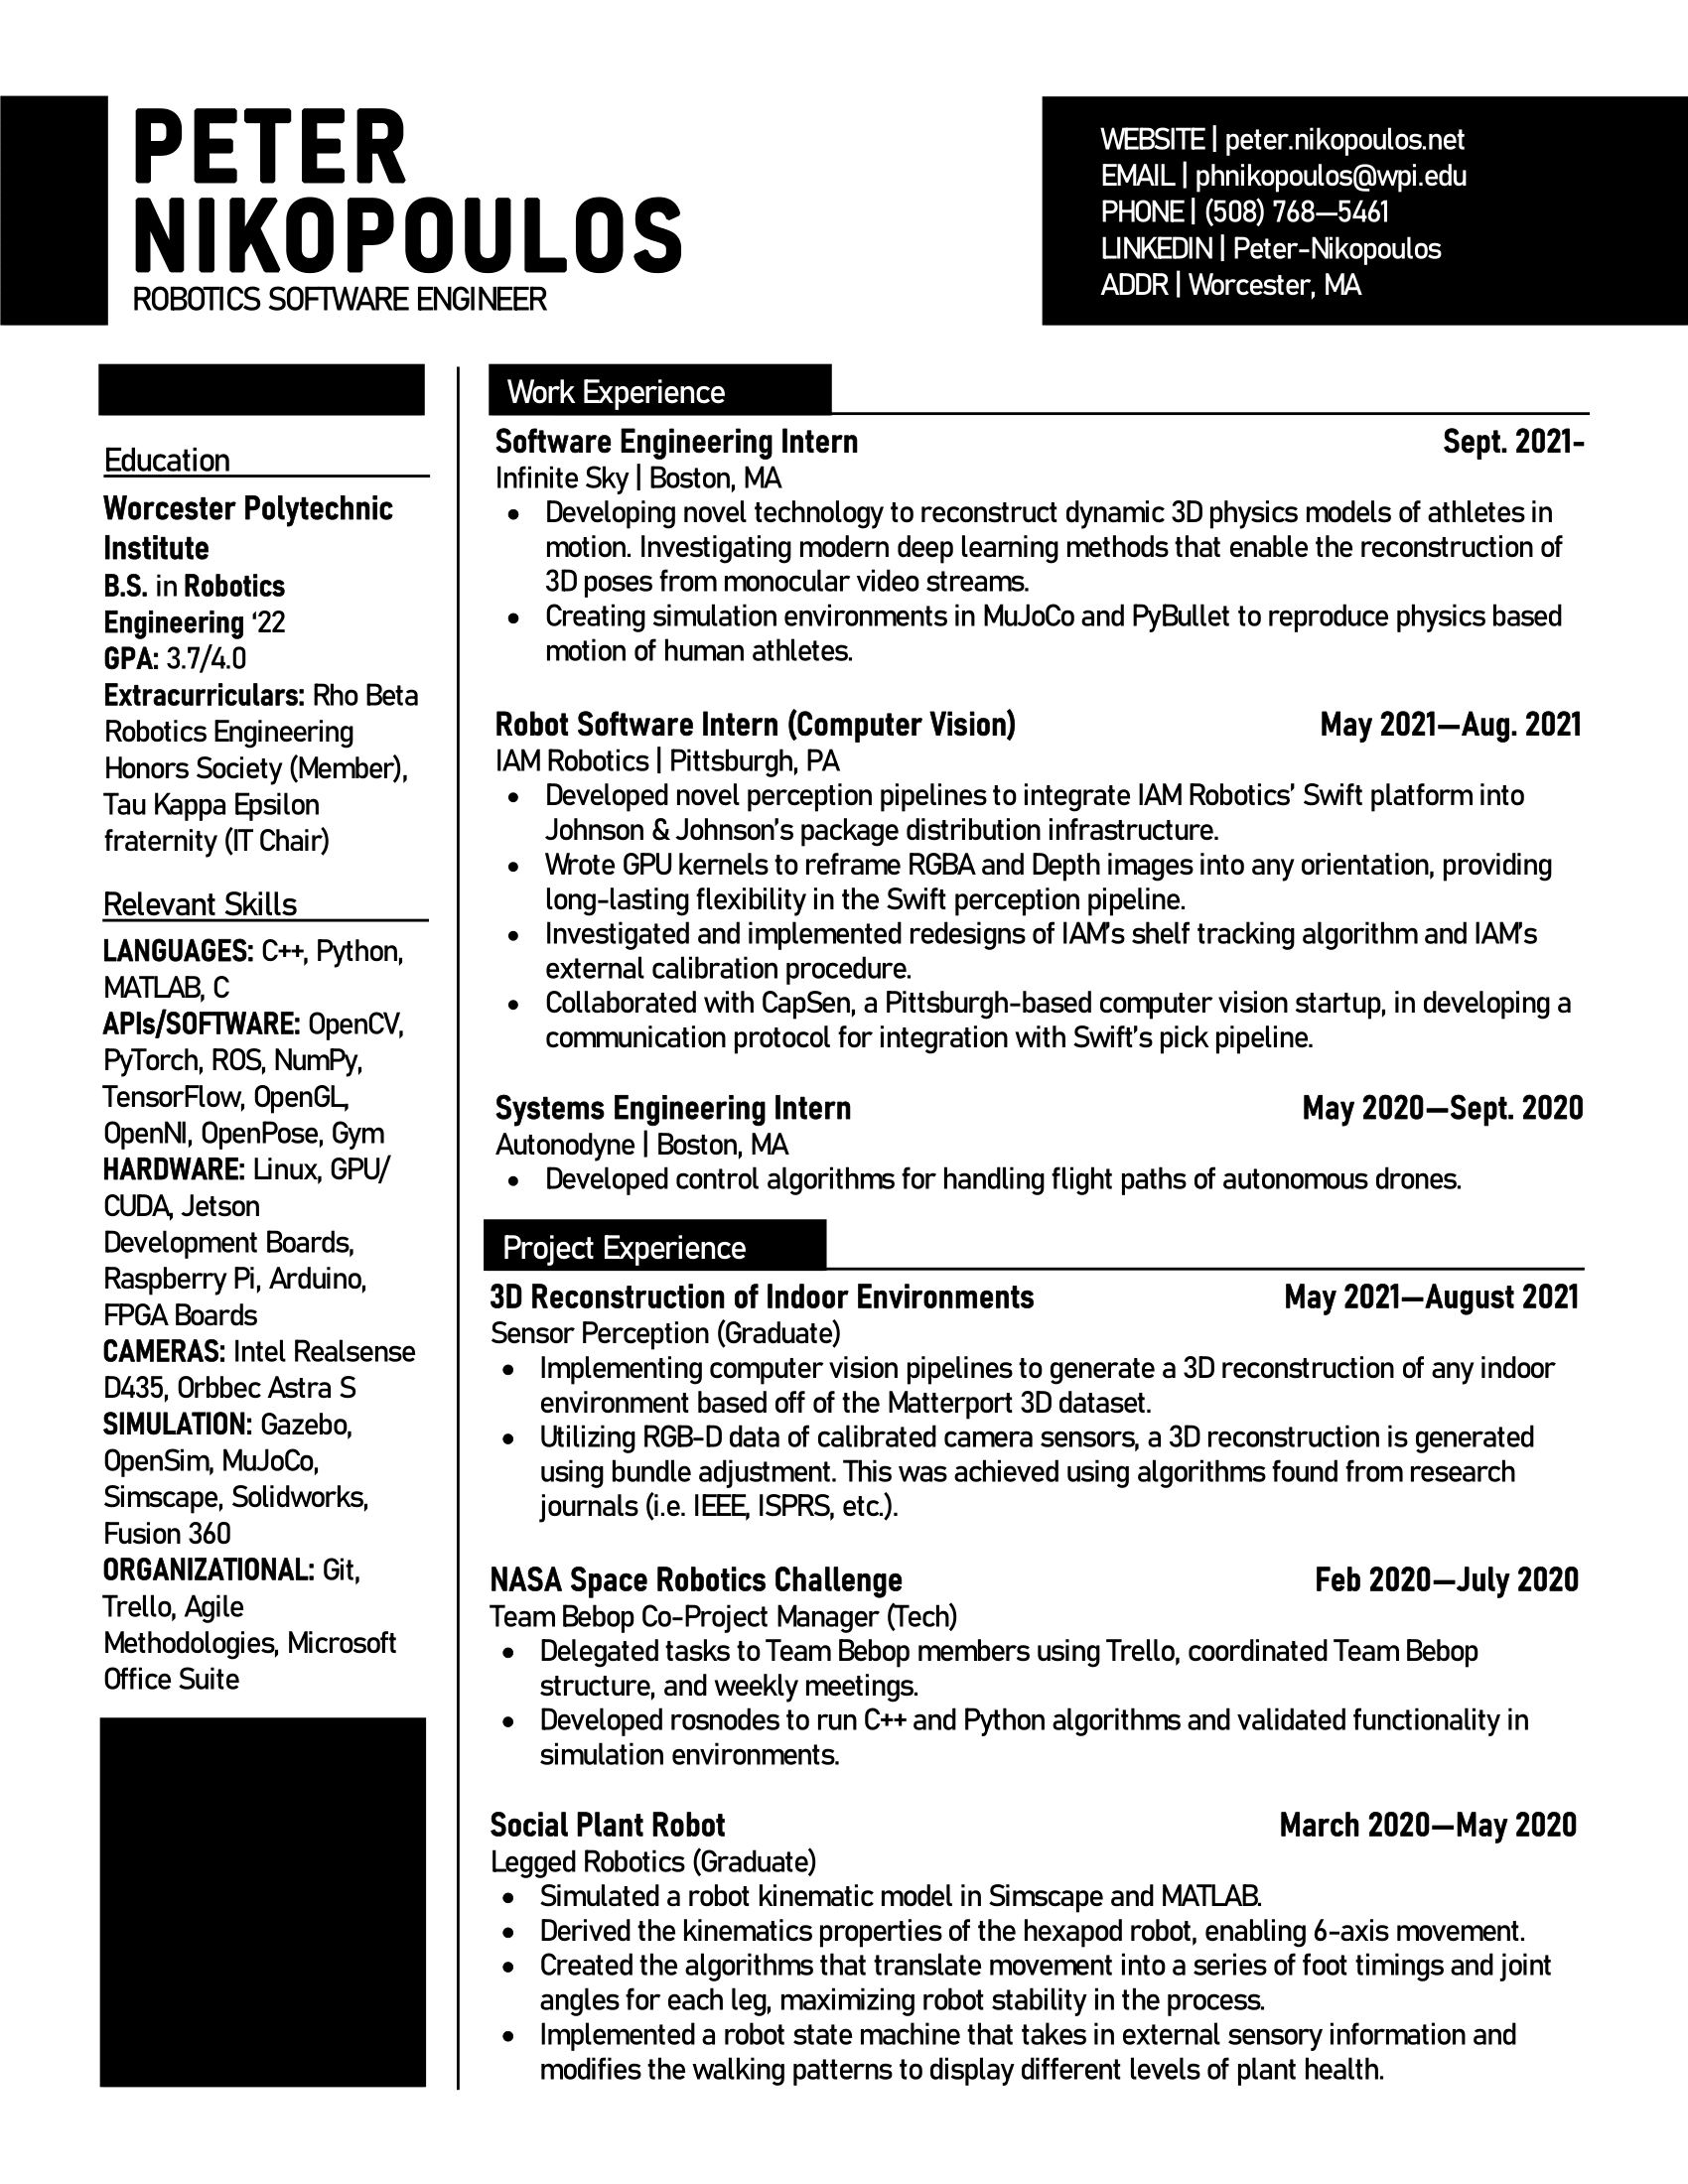 PETER
NIKOPOULOS
ROBOTICS SOFTWARE ENGINEER
WEBSITE | peter.nikopoulos.net
EMAIL | phnikopoulos@wpi.edu
PHONE | (508) 768—5461
LINKEDIN | Peter-Nikopoulos
ADDR | Worcester, MA
Education
Worcester Polytechnic
Institute
B.S. in Robotics
Engineering ‘22
GPA: 3.7/4.0
Extracurriculars: Rho Beta
Robotics Engineering
Honors Society (Member),
Tau Kappa Epsilon
fraternity (IT Chair)
Relevant Skills
LANGUAGES: C++, Python,
MATLAB, C
APIs/SOFTWARE: OpenCV,
PyTorch, ROS, NumPy,
TensorFlow, OpenGL,
OpenNI, OpenPose, Gym
HARDWARE: Linux, GPU/
CUDA, Jetson
Development Boards,
Raspberry Pi, Arduino,
FPGA Boards
CAMERAS: Intel Realsense
D435, Orbbec Astra S
SIMULATION: Gazebo,
OpenSim, MuJoCo,
Simscape, Solidworks,
Fusion 360
ORGANIZATIONAL: Git,
Trello, Agile
Methodologies, Microsoft
Office Suite
Work Experience
Software Engineering Intern Sept. 2021-
Infinite Sky | Boston, MA
• Developing novel technology to reconstruct dynamic 3D physics models of athletes in
motion. Investigating modern deep learning methods that enable the reconstruction of
3D poses from monocular video streams.
• Creating simulation environments in MuJoCo and PyBullet to reproduce physics based
motion of human athletes.
Robot Software Intern (Computer Vision) May 2021—Aug. 2021
IAM Robotics | Pittsburgh, PA
• Developed novel perception pipelines to integrate IAM Robotics’ Swift platform into
Johnson & Johnson’s package distribution infrastructure.
• Wrote GPU kernels to reframe RGBA and Depth images into any orientation, providing
long-lasting flexibility in the Swift perception pipeline.
• Investigated and implemented redesigns of IAM’s shelf tracking algorithm and IAM’s
external calibration procedure.
• Collaborated with CapSen, a Pittsburgh-based computer vision startup, in developing a
communication protocol for integration with Swift’s pick pipeline.
Systems Engineering Intern May 2020—Sept. 2020
Autonodyne | Boston, MA
• Developed control algorithms for handling flight paths of autonomous drones.
Project Experience
3D Reconstruction of Indoor Environments May 2021—August 2021
Sensor Perception (Graduate)
• Implementing computer vision pipelines to generate a 3D reconstruction of any indoor
environment based off of the Matterport 3D dataset.
• Utilizing RGB-D data of calibrated camera sensors, a 3D reconstruction is generated
using bundle adjustment. This was achieved using algorithms found from research
journals (i.e. IEEE, ISPRS, etc.).
NASA Space Robotics Challenge Feb 2020—July 2020
Team Bebop Co-Project Manager (Tech)
• Delegated tasks to Team Bebop members using Trello, coordinated Team Bebop
structure, and weekly meetings.
• Developed rosnodes to run C++ and Python algorithms and validated functionality in
simulation environments.
Social Plant Robot March 2020—May 2020
Legged Robotics (Graduate)
• Simulated a robot kinematic model in Simscape and MATLAB.
• Derived the kinematics properties of the hexapod robot, enabling 6-axis movement.
• Created the algorithms that translate movement into a series of foot timings and joint
angles for each leg, maximizing robot stability in the process.
• Implemented a robot state machine that takes in external sensory information and
modifies the walking patterns to display different levels of plant health.